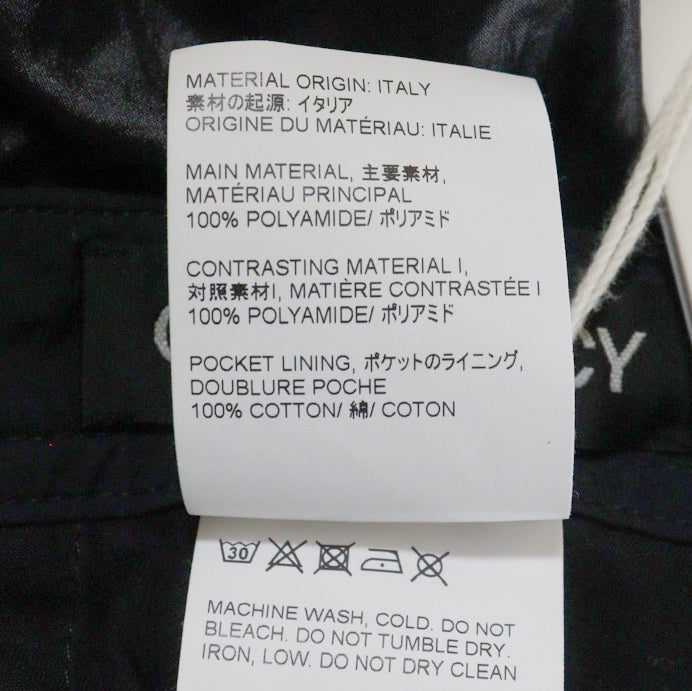 MATERIAL ORIGIN: ITALY
素材の起源: イタリア
ORIGINE DU MATÉRIAU: ITALIE
MAIN MATERIAL, 主要素材,
MATÉRIAU PRINCIPAL
100% POLYAMIDE/ ポリアミド
CONTRASTING MATERIAL I,
対照素材I, MATIÈRE CONTRASTÉE I
100% POLYAMIDE/ ポリアミド
POCKET LINING, ポケットのライニング,
DOUBLURE POCHE
100% COTTON/ 綿/ COTON
30
MACHINE WASH, COLD. DO NOT
BLEACH. DO NOT TUMBLE DRY.
IRON, LOW. DO NOT DRY CLEAN